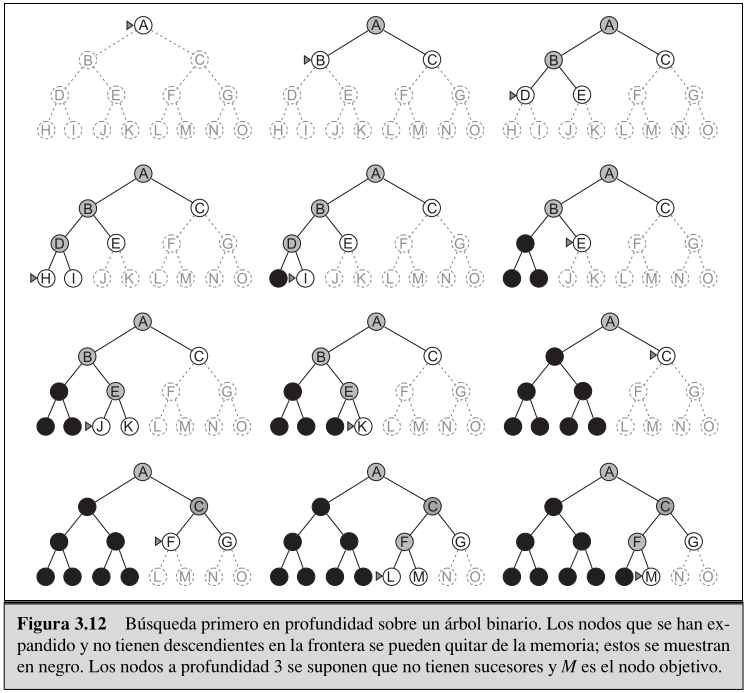 A A A
B C B C B C
D E F G D E F G D E F G
H I J K L M N O H I J K L M N O H I J K L M N O
A A A
B C B C B C
D E F G D E F G E F G
H I J K L M N O I J K L M N O J K L M N O
A A A
B C B C C
E F G E F G F G
J K L M N O K L M N O L M N O
A A A
C C C
F G F G F G
L M N O L M N O M N O
Figura 3.12 Búsqueda primero en profundidad sobre un árbol binario. Los nodos que se han ex-
pandido y no tienen descendientes en la frontera se pueden quitar de la memoria; estos se muestran
en negro. Los nodos a profundidad 3 se suponen que no tienen sucesores y M es el nodo objetivo.